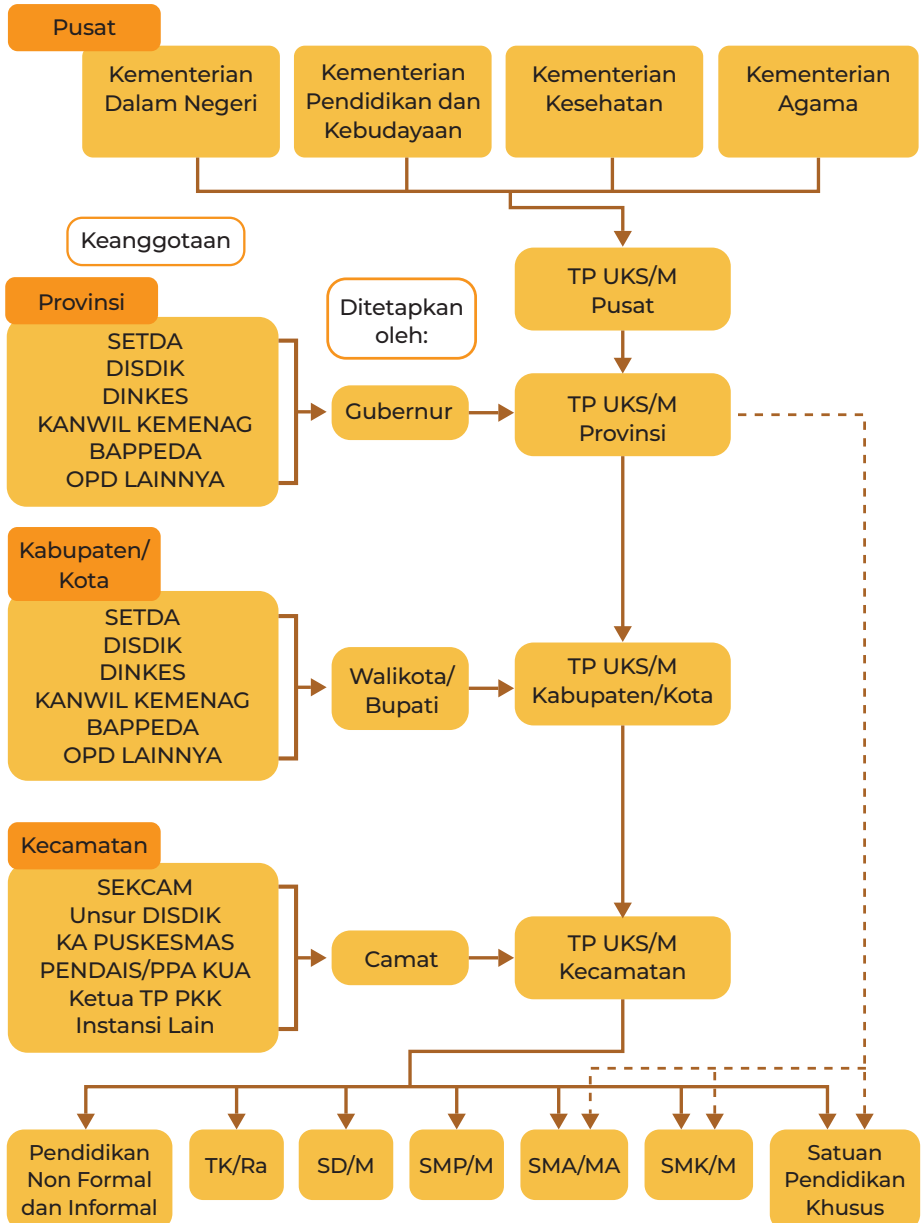 Pusat
Kementerian
Dalam Negeri
Kementerian
Pendidikan dan
Kebudayaan
Kementerian
Kesehatan
Kementerian
Agama
Keanggotaan
TP UKS/M
Pusat
Provinsi
SETDA
DISDIK
DINKES
KANWIL KEMENAG
BAPPEDA
OPD LAINNYA
Ditetapkan
oleh:
Gubernur
TP UKS/M
Provinsi
Kabupaten/
Kota
SETDA
DISDIK
DINKES
KANWIL KEMENAG
BAPPEDA
OPD LAINNYA
Walikota/
Bupati
TP UKS/M
Kabupaten/Kota
Kecamatan
SEKCAM
Unsur DISDIK
KA PUSKESMAS
PENDAIS/PPA KUA
Ketua TP PKK
Instansi Lain
Camat
TP UKS/M
Kecamatan
Pendidikan
Non Formal
dan Informal
TK/Ra
SD/M
SMP/M
SMA/MA
SMK/M
Satuan
Pendidikan
Khusus